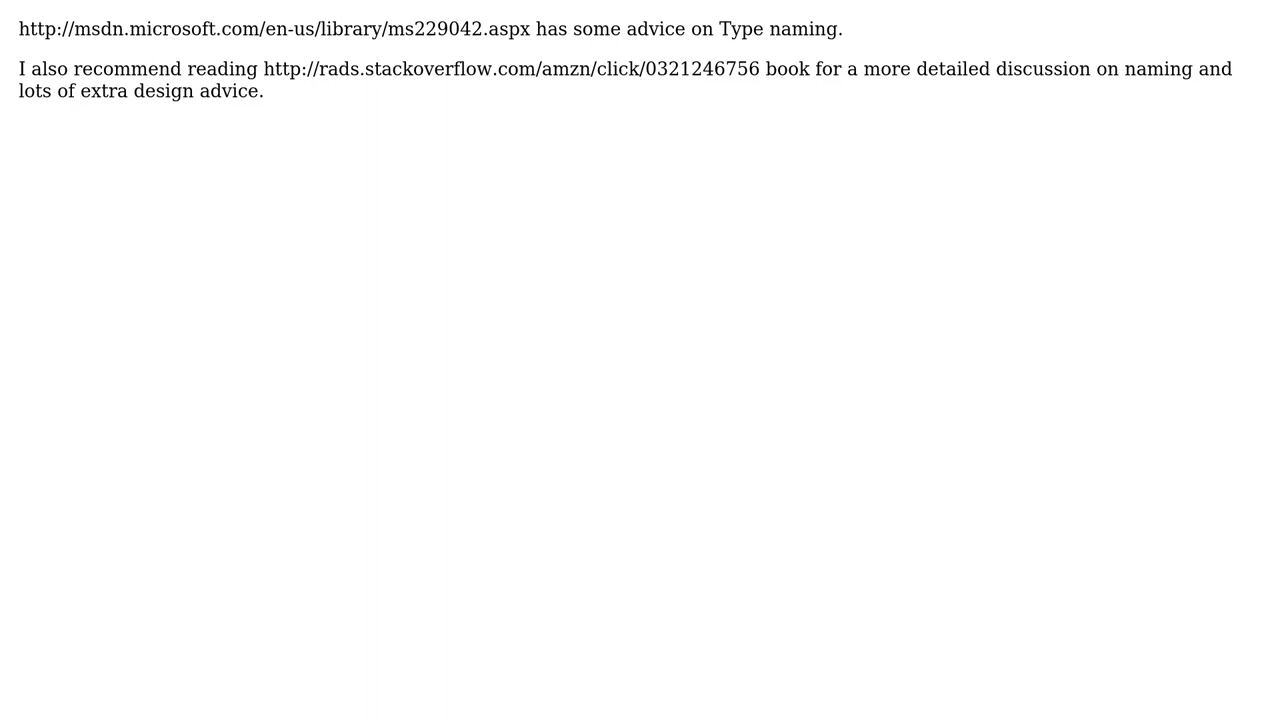 http://msdn.microsoft.com/en-us/library/ms229042.aspx has some advice on Type naming.
I also recommend reading http://rads.stackoverflow.com/amzn/click/0321246756 book for a more detailed discussion on naming and
lots of extra design advice.